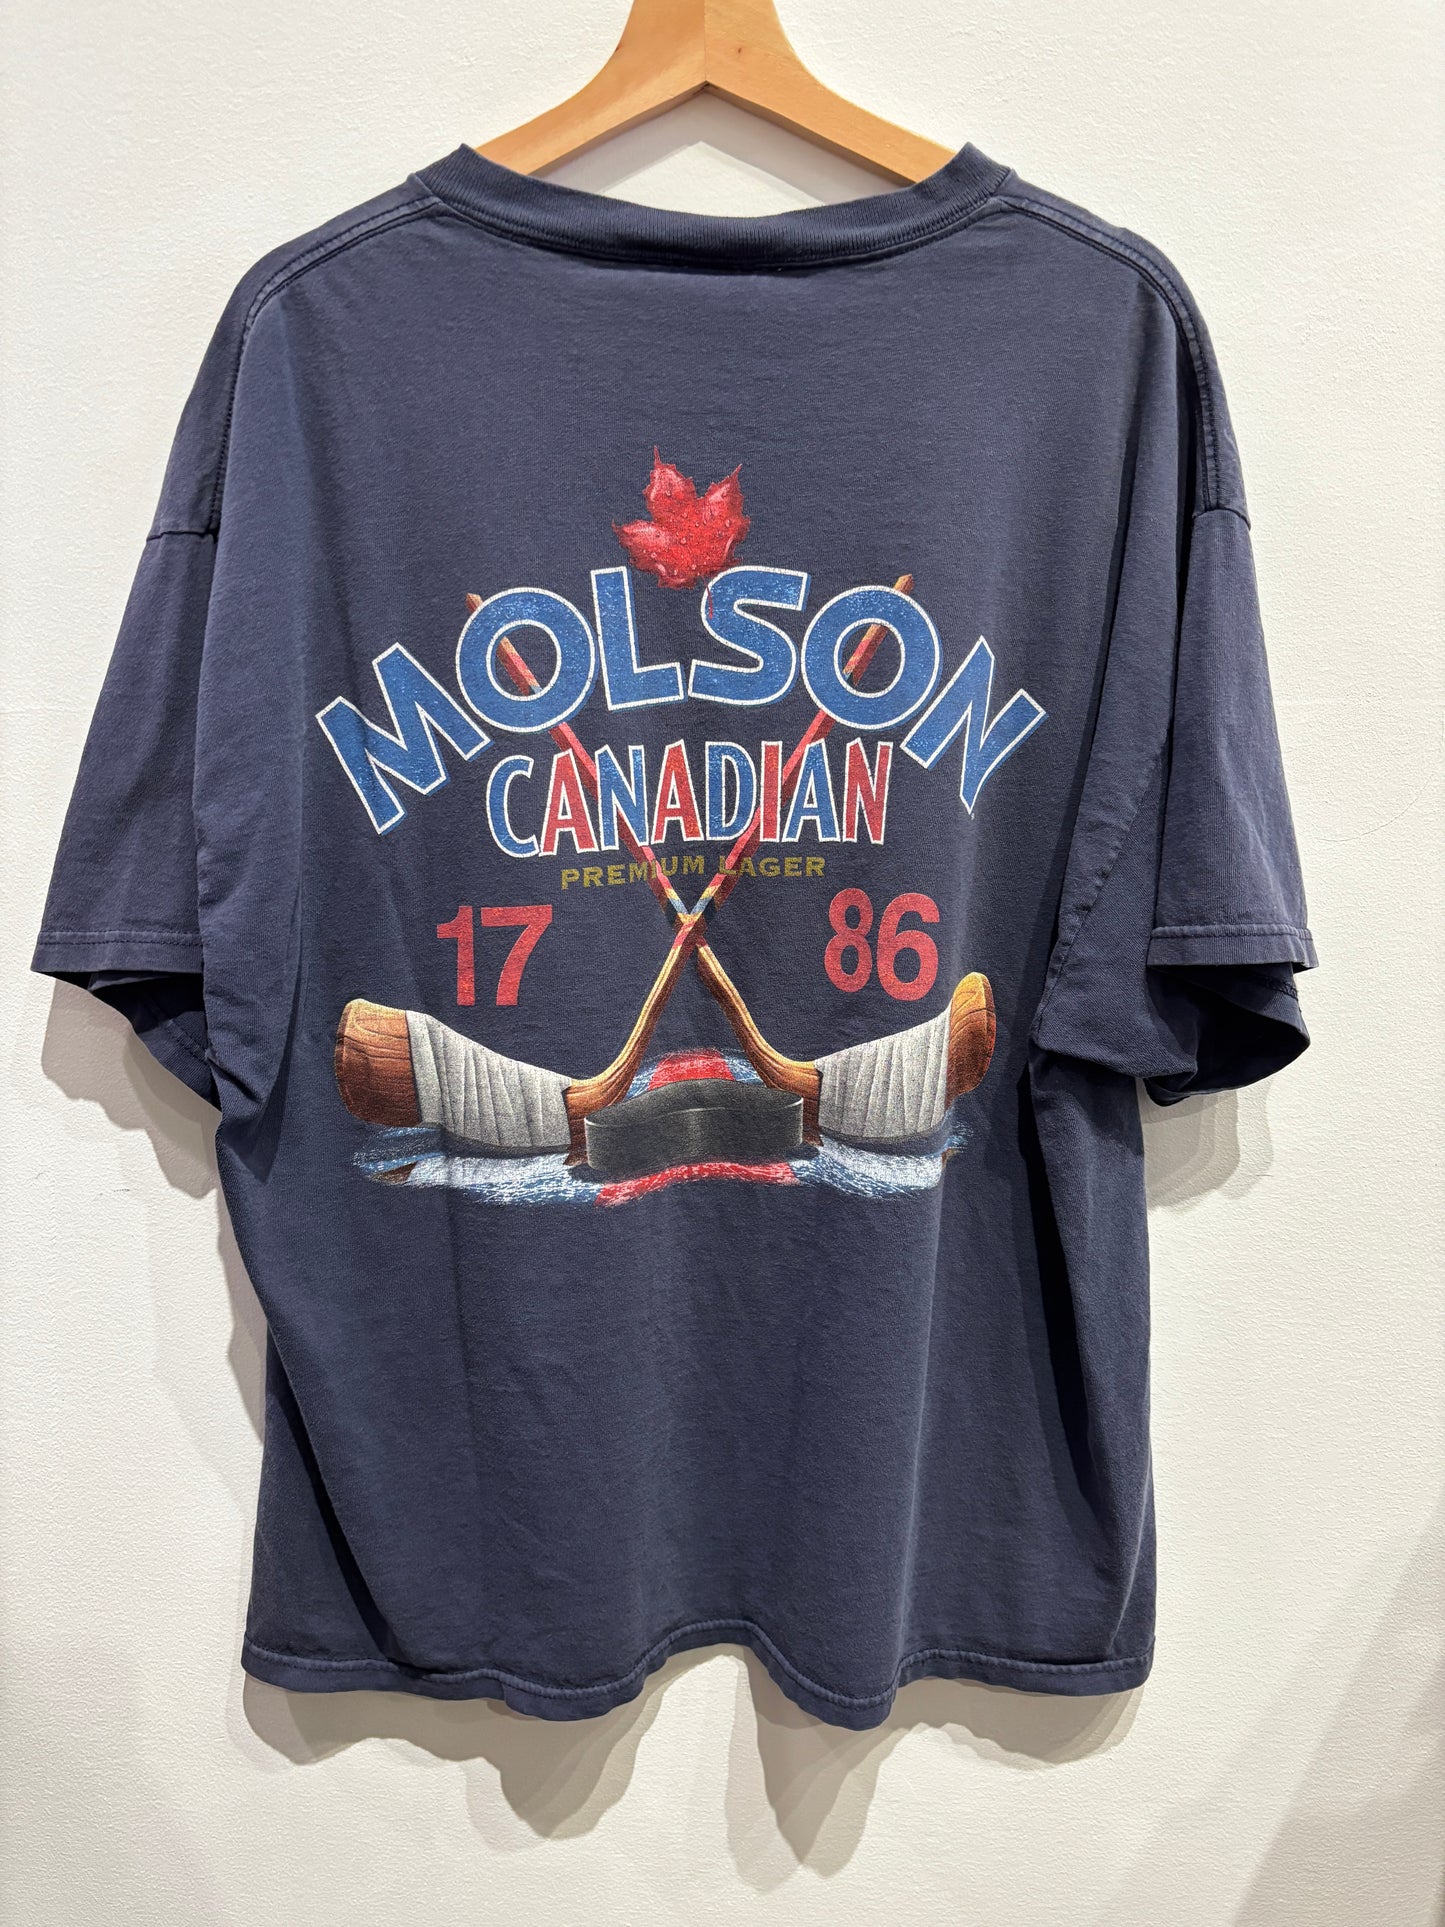 MOLSON
CANADIAN
PREMIUM LAGER
17 86